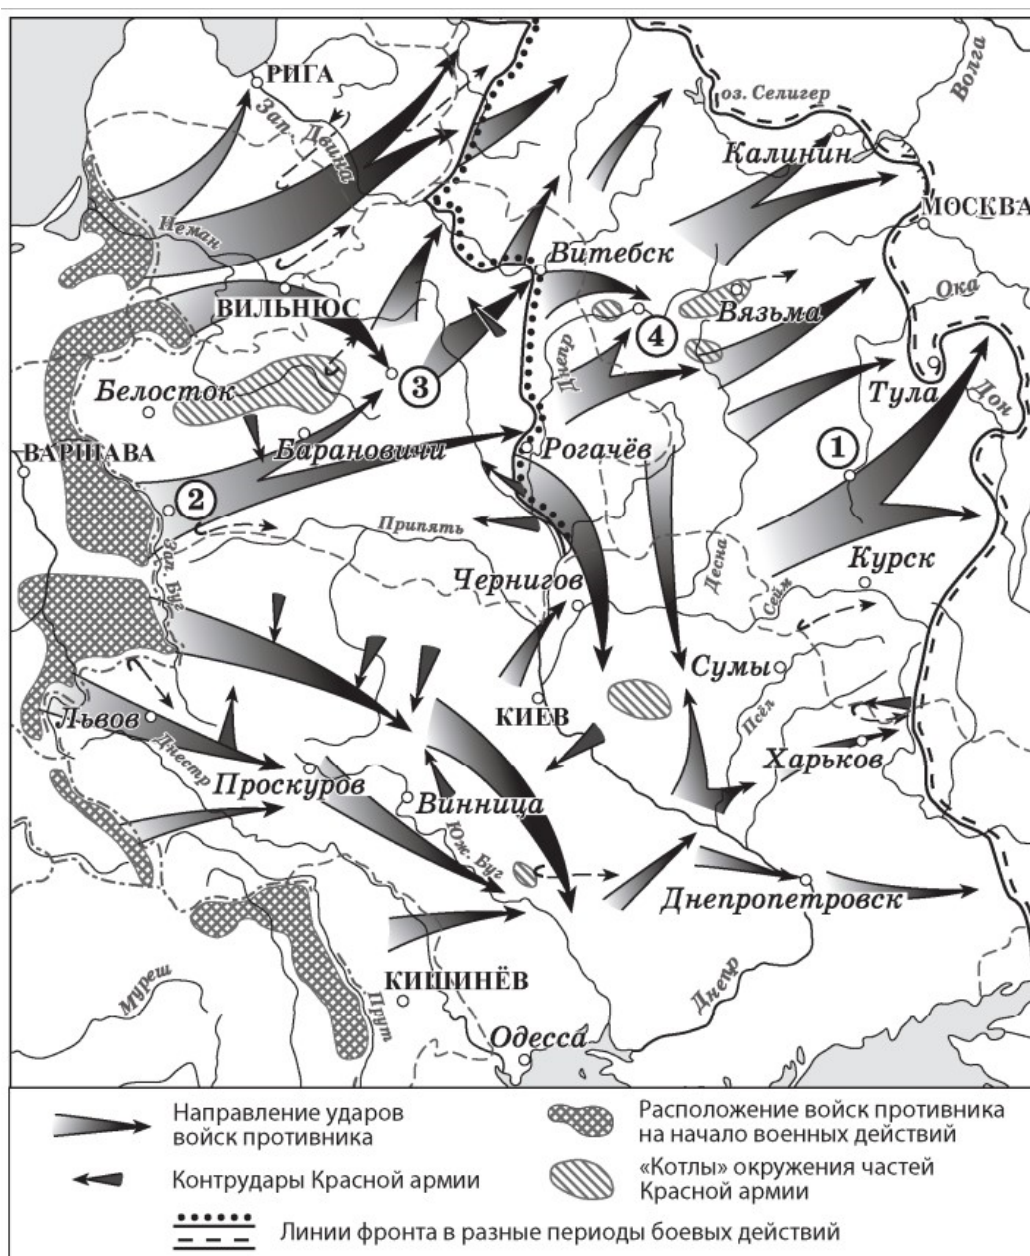 оз. Селигер
Волга
РИГА
Зап. Двина
Калинин
МОСКВА
Неман
Витебск
ВИЛЬНЮС
Вязьма
Ока
Днепр
4
Белосток
3
Тула
Дон
ВАРШАВА
Барановичи
Рогачёв
1
2
Припять
Зап. Буг
Десна
Курск
Чернигов
Сейм
Сумы
КИЕВ
Львов
Псёл
Днестр
Харьков
Проскуров
Винница
Юж. Буг
Днепропетровск
Муреш
КИШИНЁВ
Днепр
Прут
Одесса
Направление ударов
войск противника
Контрудары Красной армии
Расположение войск противника
на начало военных действий
«Котлы» окружения частей
Красной армии
Линии фронта в разные периоды боевых действий